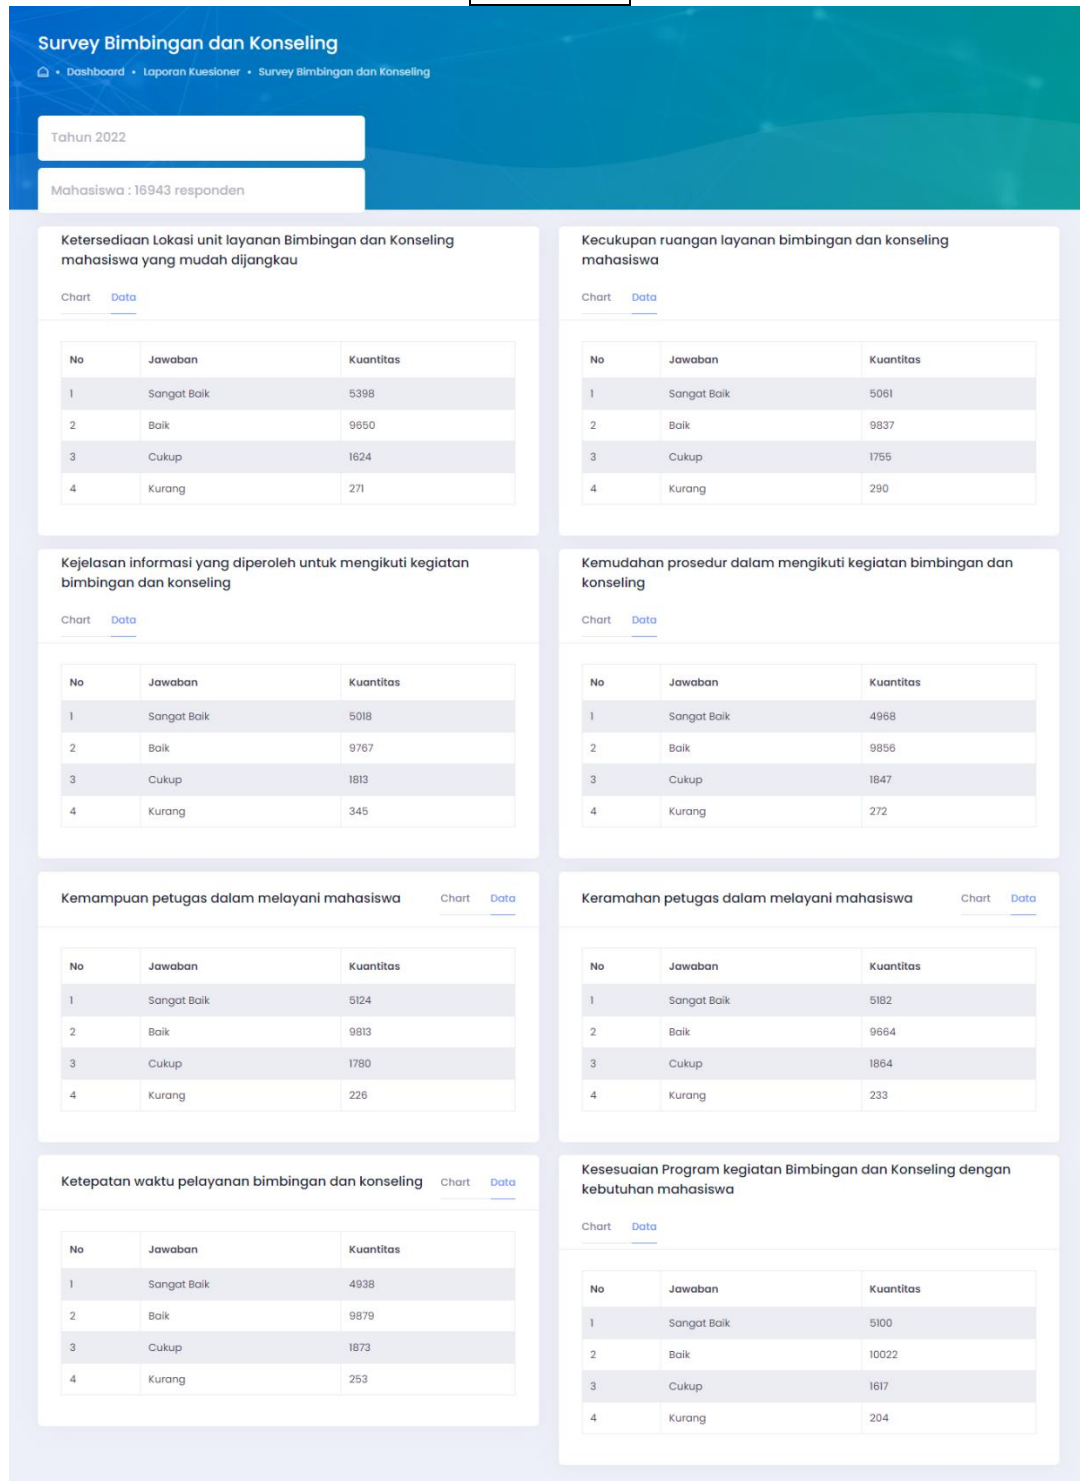 Survey Bimbingan dan Konseling
Dashboard • Laporan Kuesioner • Survey Bimbingan dan Konseling
Tahun 2022
Mahasiswa : 16943 responden
Ketersediaan Lokasi unit layanan Bimbingan dan Konseling
mahasiswa yang mudah dijangkau
Chart Data
No Jawaban Kuantitas
1 Sangat Baik 5398
2 Baik 9650
3 Cukup 1624
4 Kurang 271
Kecukupan ruangan layanan bimbingan dan konseling
mahasiswa
Chart Data
No Jawaban Kuantitas
1 Sangat Baik 5061
2 Baik 9837
3 Cukup 1755
4 Kurang 290
Kejelasan informasi yang diperoleh untuk mengikuti kegiatan
bimbingan dan konseling
Chart Data
No Jawaban Kuantitas
1 Sangat Baik 5018
2 Baik 9767
3 Cukup 1813
4 Kurang 345
Kemudahan prosedur dalam mengikuti kegiatan bimbingan dan
konseling
Chart Data
No Jawaban Kuantitas
1 Sangat Baik 4968
2 Baik 9856
3 Cukup 1847
4 Kurang 272
Kemampuan petugas dalam melayani mahasiswa Chart Data
No Jawaban Kuantitas
1 Sangat Baik 5124
2 Baik 9813
3 Cukup 1780
4 Kurang 226
Keramahan petugas dalam melayani mahasiswa Chart Data
No Jawaban Kuantitas
1 Sangat Baik 5182
2 Baik 9664
3 Cukup 1864
4 Kurang 233
Ketepatan waktu pelayanan bimbingan dan konseling Chart Data
No Jawaban Kuantitas
1 Sangat Baik 4938
2 Baik 9879
3 Cukup 1873
4 Kurang 253
Kesesuaian Program kegiatan Bimbingan dan Konseling dengan
kebutuhan mahasiswa
Chart Data
No Jawaban Kuantitas
1 Sangat Baik 5100
2 Baik 10022
3 Cukup 1617
4 Kurang 204